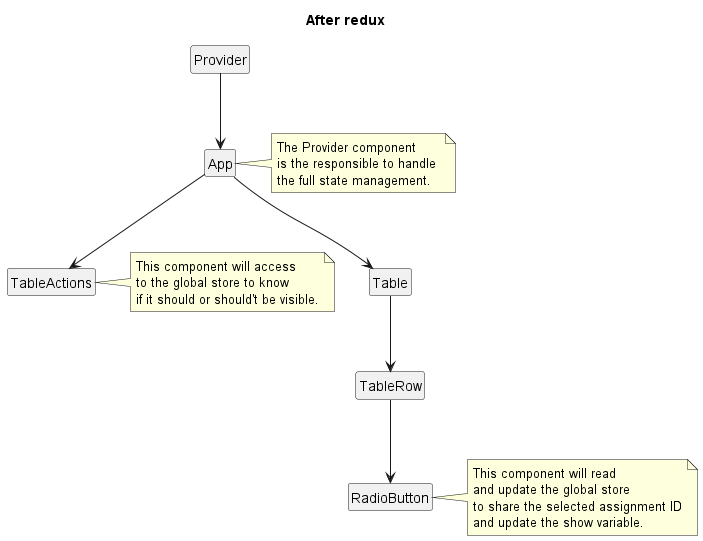 After redux
Provider
App
The Provider component
is the responsible to handle
the full state management.
TableActions
This component will access
to the global store to know
if it should or should't be visible.
Table
TableRow
RadioButton
This component will read
and update the global store
to share the selected assignment ID
and update the show variable.